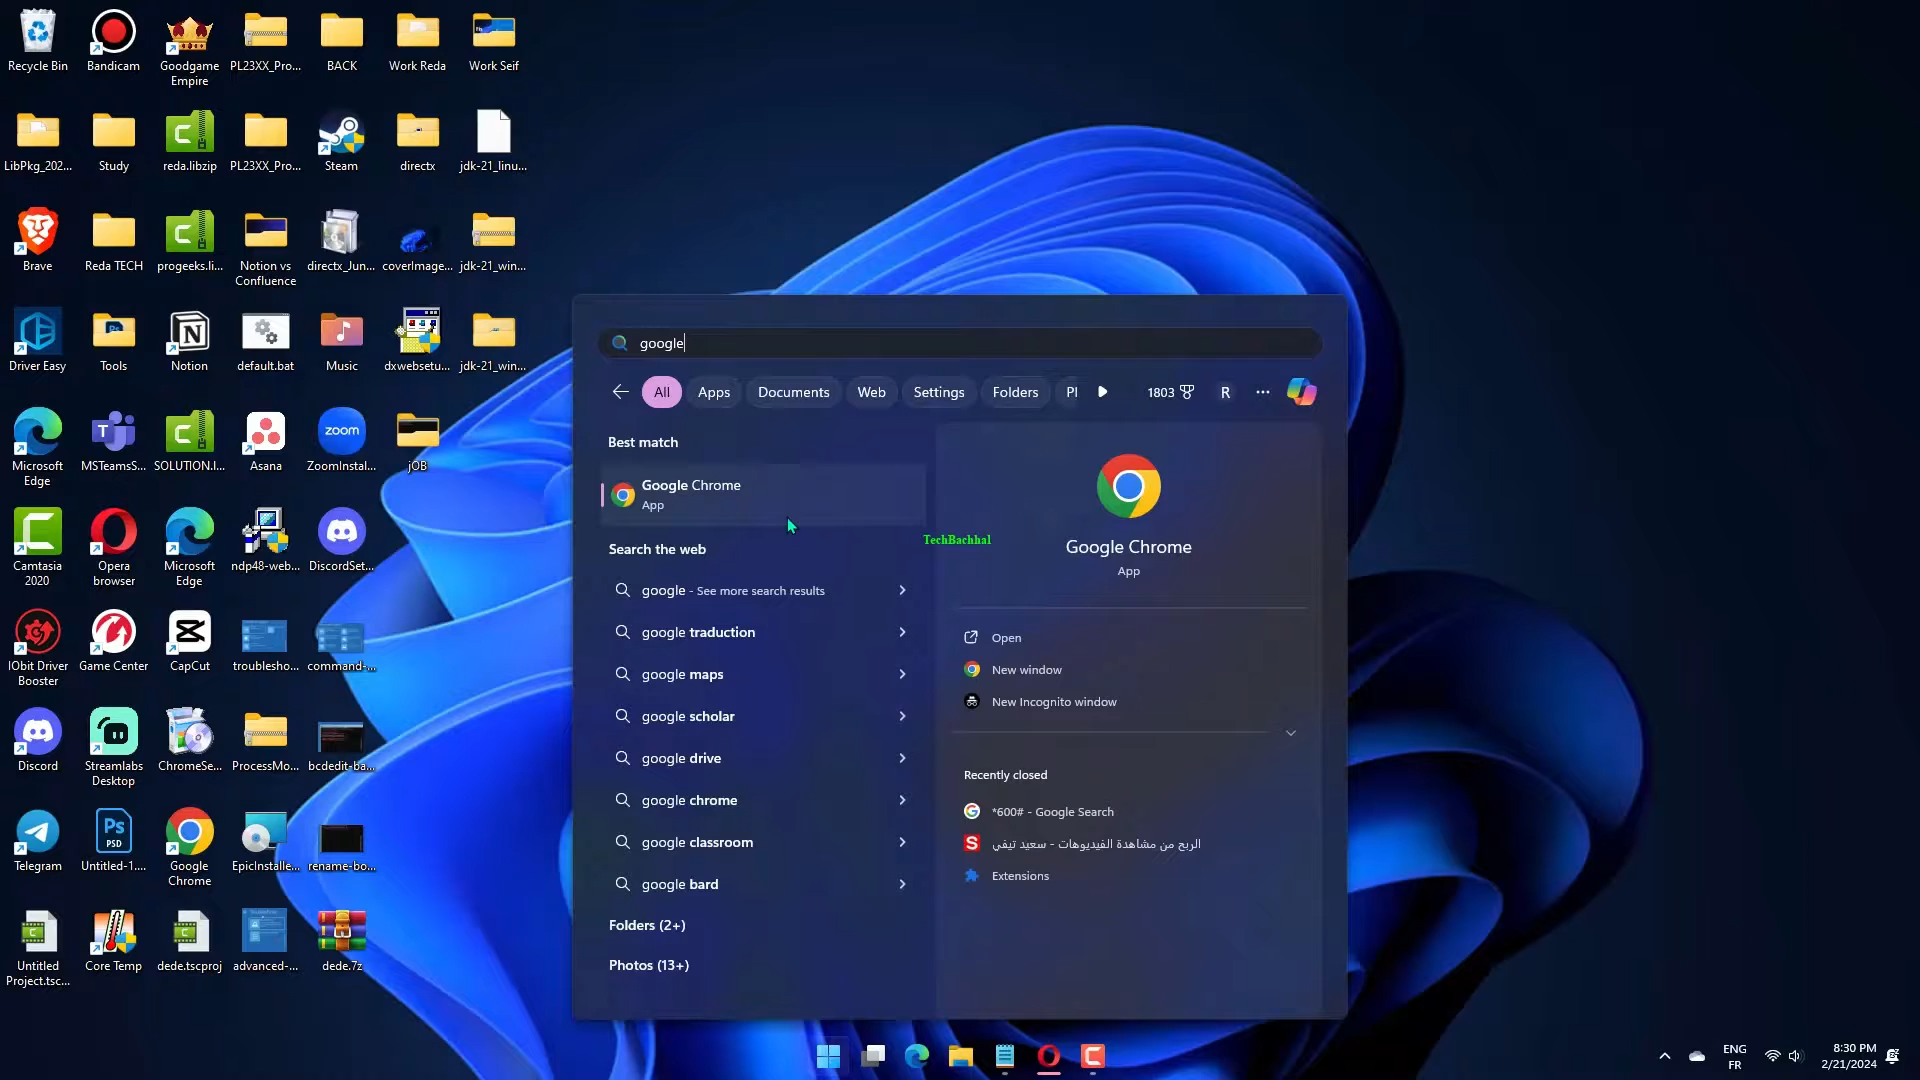 Recycle Bin
Bandicam
Goodgame
Empire
PL23XX_Pro...
BACK
Work Reda
Work Seif
LibPkg_202...
Study
reda.libzip
PL23XX_Pro...
Steam
directx
jdk-21_linu...
Brave
Reda TECH
progeeks.li...
Notion vs
Confluence
directx_Jun...
coverImage...
jdk-21_win...
Driver Easy
Tools
Notion
default.bat
Music
dxwebsetu...
jdk-21_win...
Microsoft
Edge
MSTeamsS...
SOLUTION.l...
Asana
zoom
ZoomInstal...
jOB
Camtasia
2020
Opera
browser
Microsoft
Edge
ndp48-web...
DiscordSet...
IObit Driver
Booster
Game Center
CapCut
troublesho...
command-...
Discord
Streamlabs
Desktop
ChromeSe...
ProcessMo...
bcdedit-ba...
Telegram
Ps
PSD
Untitled-1....
Google
Chrome
EpicInstalle...
rename-bo...
Untitled
Project.tsc...
Core Temp
dede.tscproj
advanced-...
dede.7z
google
All
Apps
Documents
Web
Settings
Folders
Pl
1803
R
Best match
Google Chrome
App
Search the web
google - See more search results
google traduction
google maps
google scholar
google drive
google chrome
google classroom
google bard
Folders (2+)
Photos (13+)
TechBachhal
Google Chrome
App
Open
New window
New Incognito window
Recently closed
*600# - Google Search
الربح من مشاهدة الفيديوهات - سعيد تيفي
Extensions
ENG
FR
8:30 PM
2/21/2024